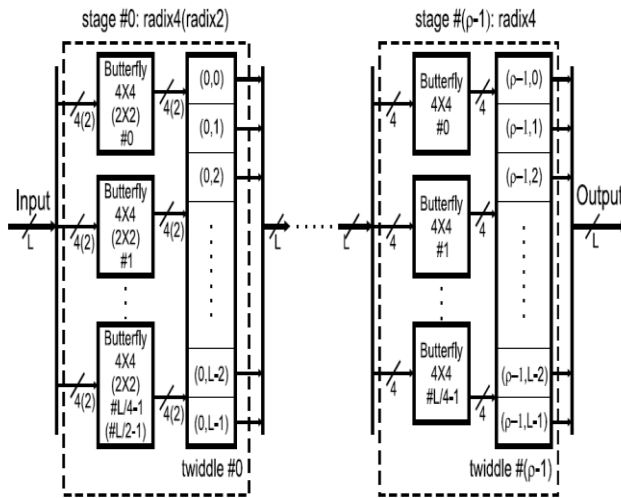 stage #0: radix4(radix2)
stage #(ρ-1): radix4
Input
L
4(2)
Butterfly
4X4
(2X2)
#0
4(2)
4(2)
Butterfly
4X4
(2X2)
#1
4(2)
4(2)
Butterfly
4X4
(2X2)
#L/4-1
(#L/2-1)
4(2)
(0,0)
(0,1)
(0,2)
(0,L-2)
(0,L-1)
twiddle #0
L
L
4
Butterfly
4X4
#0
4
4
Butterfly
4X4
#1
4
4
Butterfly
4X4
#L/4-1
4
(ρ-1,0)
(ρ-1,1)
(ρ-1,2)
(ρ-1,L-2)
(ρ-1,L-1)
twiddle #(ρ-1)
Output
L